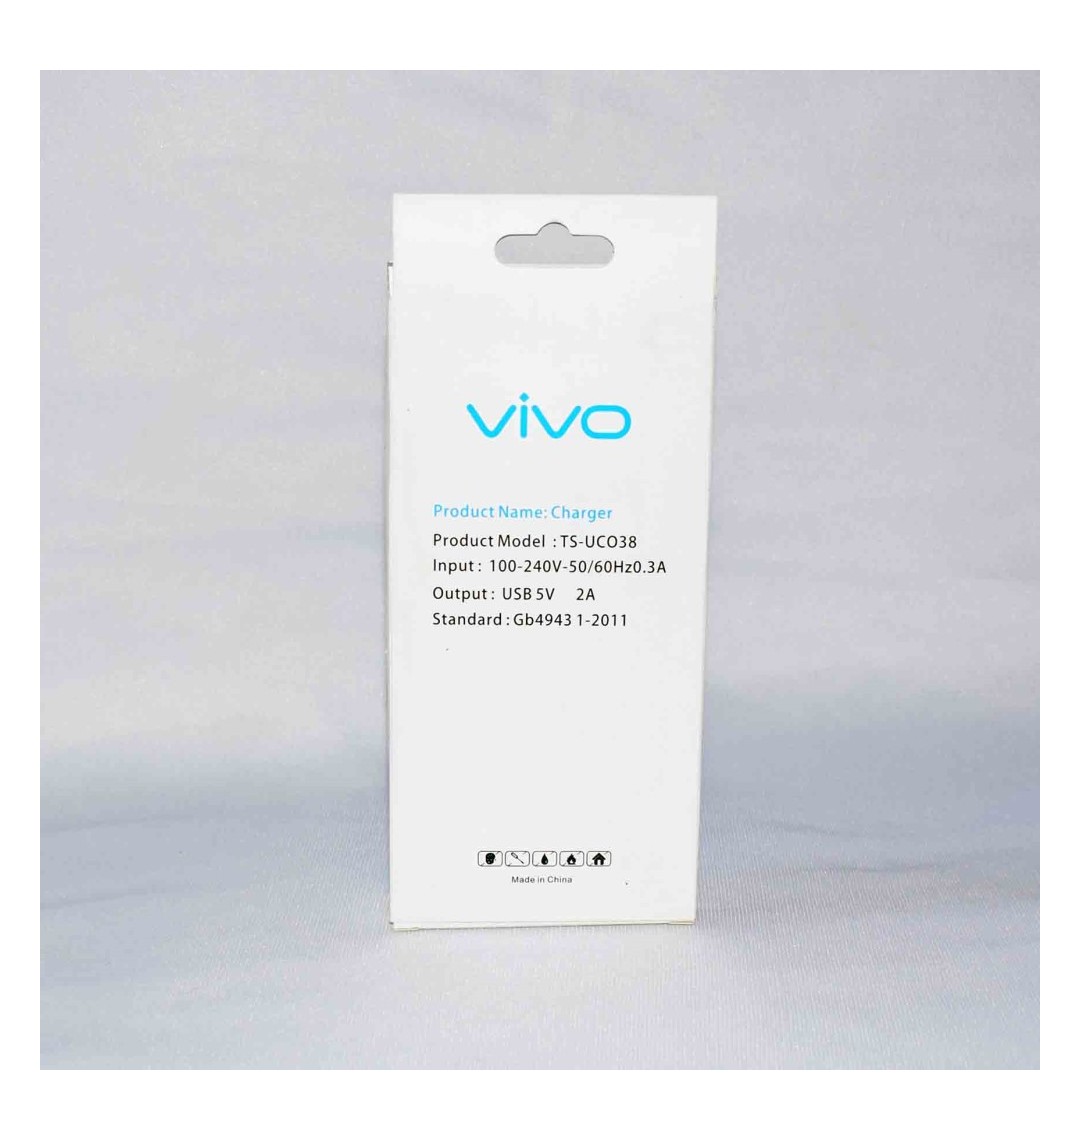 vivo
Product Name: Charger
Product Model : TS-UCO38
Input : 100-240V-50/60Hz0.3A
Output : USB 5V 2A
Standard : Gb4943 1-2011
Made in China